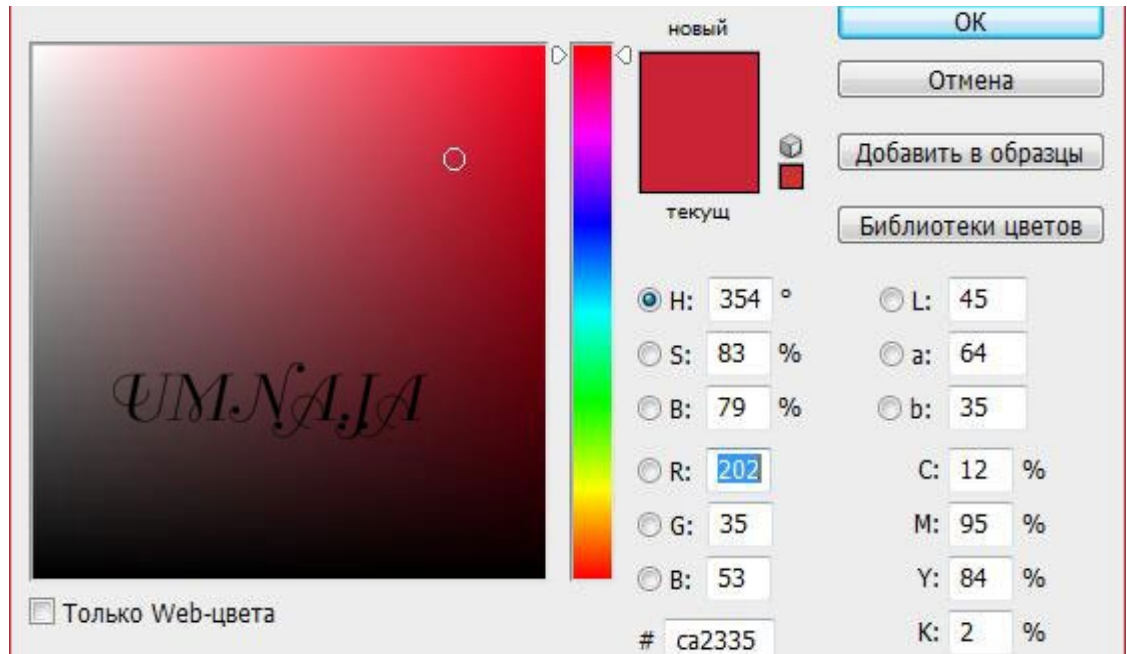 новый
текущ
OK
Отмена
Добавить в образцы
Библиотеки цветов
H: 354 °
S: 83 %
B: 79 %
R: 202
G: 35
B: 53
# ca2335
L: 45
a: 64
b: 35
C: 12 %
M: 95 %
Y: 84 %
K: 2 %
UMNAJA
Только Web-цвета